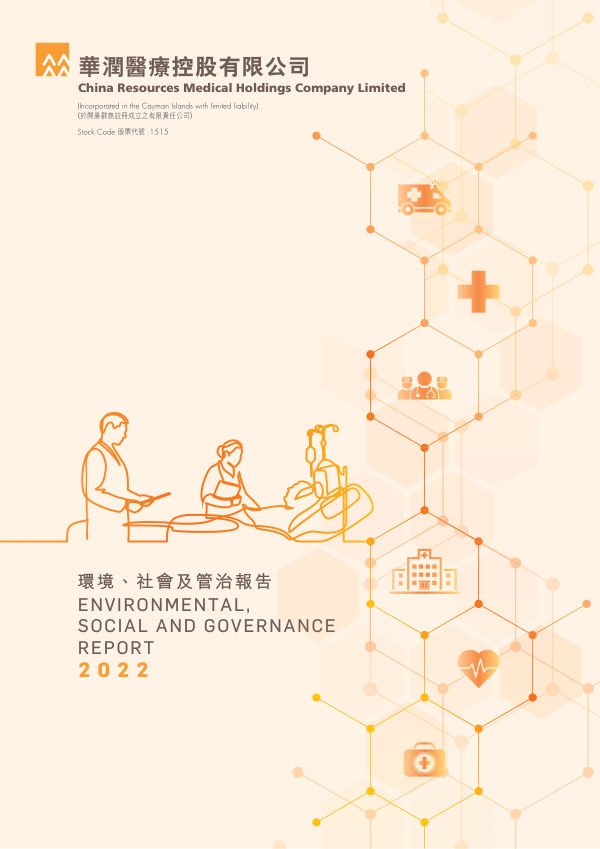 華潤醫療控股有限公司
China Resources Medical Holdings Company Limited
(Incorporated in the Cayman Islands with limited liability)
(於開曼群島註冊成立之有限責任公司)
Stock Code 股票代號 :1515
環境、社會及管治報告
ENVIRONMENTAL,
SOCIAL AND GOVERNANCE
REPORT
2022